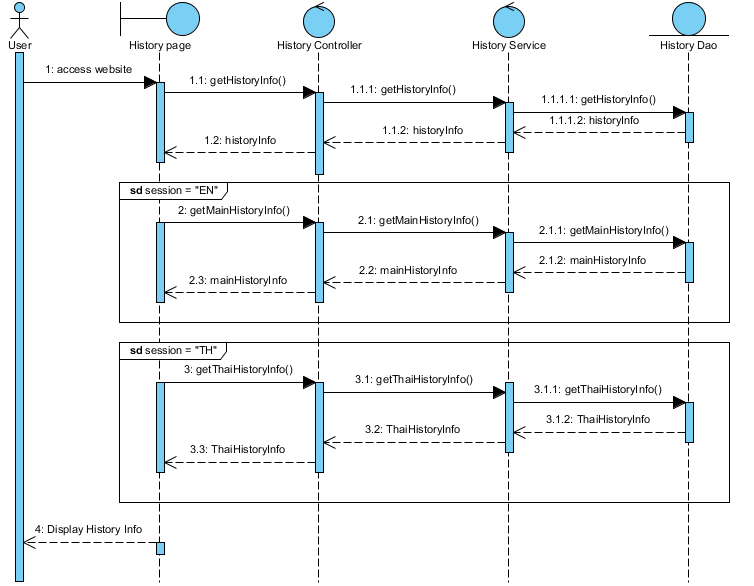 User
History page
History Controller
History Service
History Dao
1: access website
1.1: getHistoryInfo()
1.1.1: getHistoryInfo()
1.1.1.1: getHistoryInfo()
1.1.1.2: historyInfo
1.1.2: historyInfo
1.2: historyInfo
sd session = "EN"
2: getMainHistoryInfo()
2.1: getMainHistoryInfo()
2.1.1: getMainHistoryInfo()
2.1.2: mainHistoryInfo
2.2: mainHistoryInfo
2.3: mainHistoryInfo
sd session = "TH"
3: getThaiHistoryInfo()
3.1: getThaiHistoryInfo()
3.1.1: getThaiHistoryInfo()
3.1.2: ThaiHistoryInfo
3.2: ThaiHistoryInfo
3.3: ThaiHistoryInfo
4: Display History Info